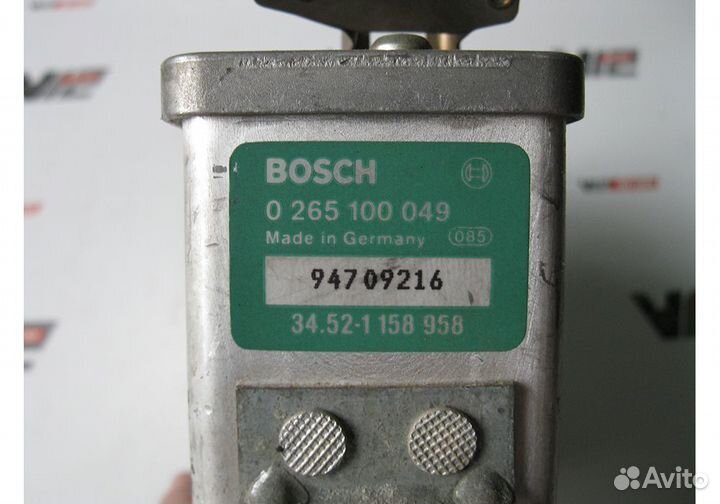 BOSCH
0 265 100 049
Made in Germany 085
94709216
34.52-1 158 958
Avito